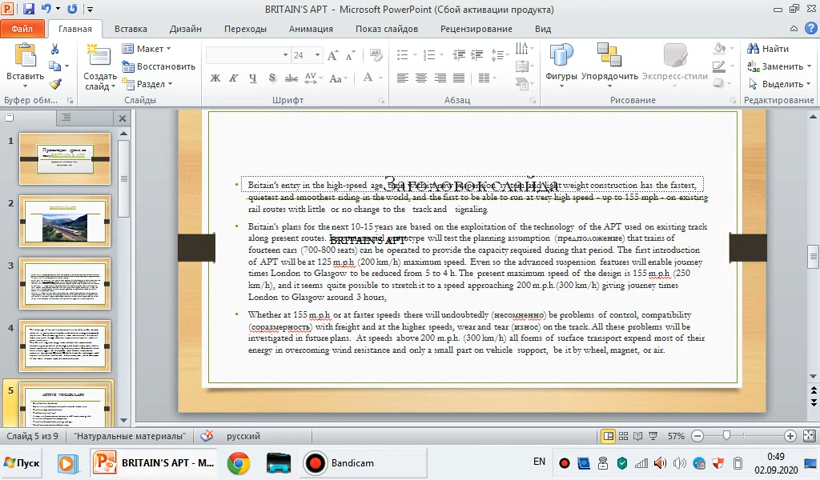 BRITAIN'S APT - Microsoft PowerPoint (Сбой активации продукта)
Файл Главная Вставка Дизайн Переходы Анимация Показ слайдов Рецензирование Вид
Вставить
Создать слайд
Макет
Восстановить
Раздел
24
Ж К Ч S abc AV Aa A
Фигуры Упорядочить Экспресс-стили
Найти
Заменить
Выделить
Буфер обм... Слайды Шрифт Абзац Рисование Редактирование
1
2
3
4
5
ACTIVE VOCABULARY
Заголовок слайда
• Britain's entry in the high-speed age, weight construction has the fastest,
quietest and smoothest riding in the world, and the first to be able to run at very high speed - up to 155 mph - on existing
rail routes with little or no change to the track and signaling.
• Britain's plans for the next 10-15 years are based on the exploitation of the technology of the APT used on existing track
along present routes. BRITAIN'S APT type will test the planning assumption (предположение) that trains of
fourteen cars (700-800 seats) can be operated to provide the capacity required during that period. The first introduction
of APT will be at 125 m.p.h (200 km/h) maximum speed. Even so the advanced suspension features will enable journey
times London to Glasgow to be reduced from 5 to 4 h. The present maximum speed of the design is 155 m.p.h (250
km/h), and it seems quite possible to stretch it to a speed approaching 200 m.p.h.(300 km/h) giving journey times
London to Glasgow around 3 hours,
• Whether at 155 m.p.h or at faster speeds there will undoubtedly (несомненно) be problems of control, compatibility
(соразмерность) with freight and at the higher speeds, wear and tear (износ) on the track. All these problems will be
investigated in future plans. At speeds above 200 m.p.h. (300 km/h) all forms of surface transport expend most of their
energy in overcoming wind resistance and only a small part on vehicle support, be it by wheel, magnet, or air.
Слайд 5 из 9 "Натуральные материалы" русский 57%
Пуск BRITAIN'S APT - M... Bandicam EN 0:49
02.09.2020